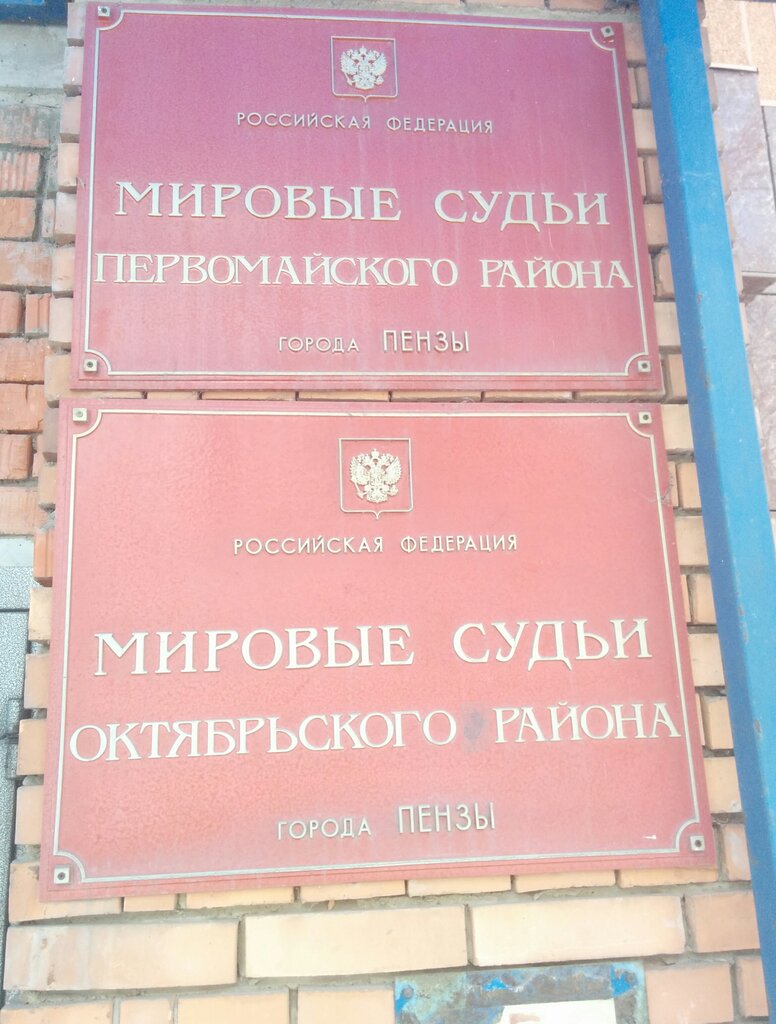 РОССИЙСКАЯ ФЕДЕРАЦИЯ
МИРОВЫЕ СУДЬИ
ПЕРВОМАЙСКОГО РАЙОНА
ГОРОДА ПЕНЗЫ
РОССИЙСКАЯ ФЕДЕРАЦИЯ
МИРОВЫЕ СУДЬИ
ОКТЯБРЬСКОГО РАЙОНА
ГОРОДА ПЕНЗЫ